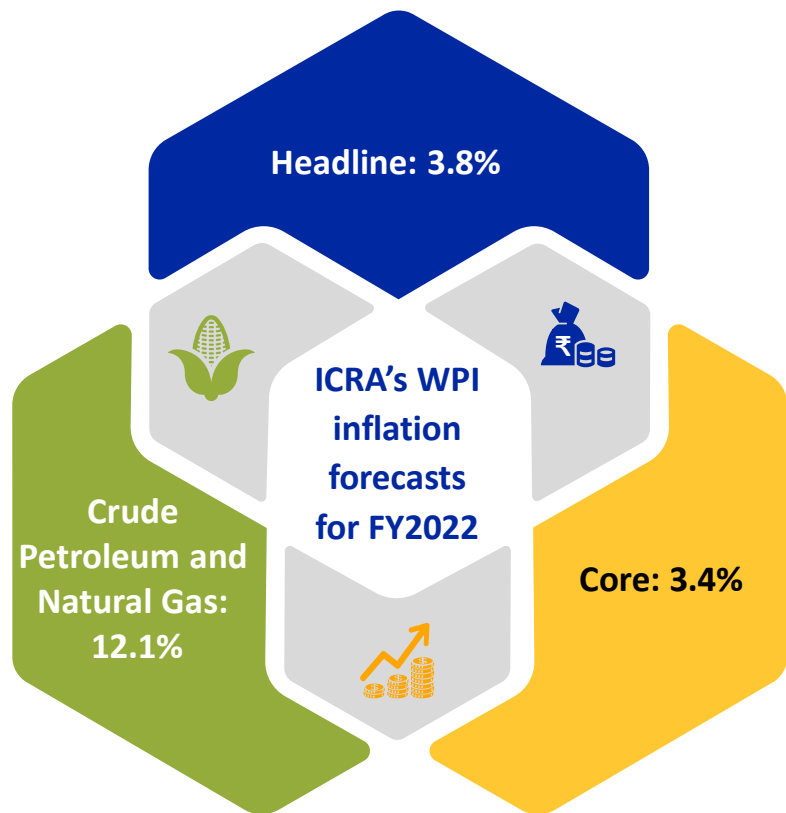 Headline: 3.8%
₹
ICRA's WPI
inflation
forecasts
for FY2022
Crude
Petroleum and
Natural Gas:
12.1%
Core: 3.4%